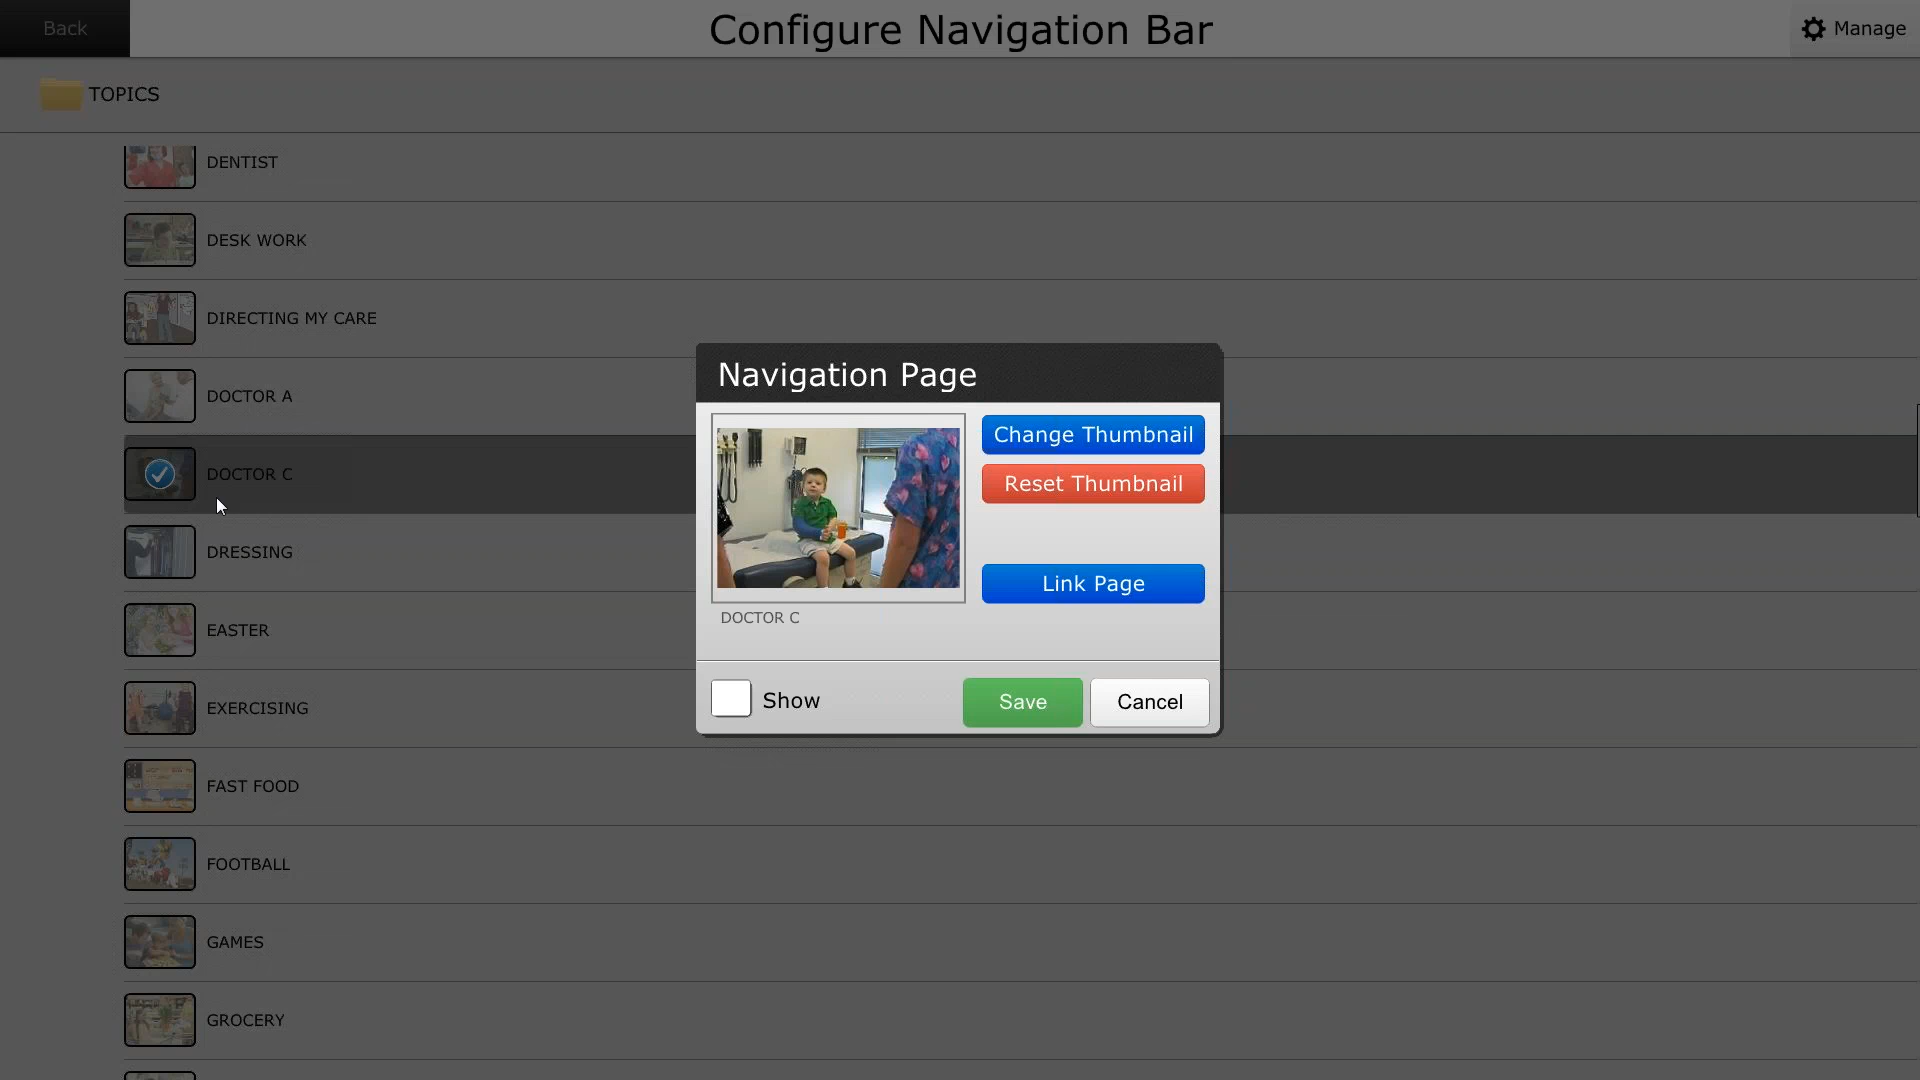 Back
Configure Navigation Bar
Manage
TOPICS
DENTIST
DESK WORK
DIRECTING MY CARE
DOCTOR A
DOCTOR C
DRESSING
EASTER
EXERCISING
FAST FOOD
FOOTBALL
GAMES
GROCERY
Navigation Page
Change Thumbnail
Reset Thumbnail
Link Page
DOCTOR C
Show
Save
Cancel